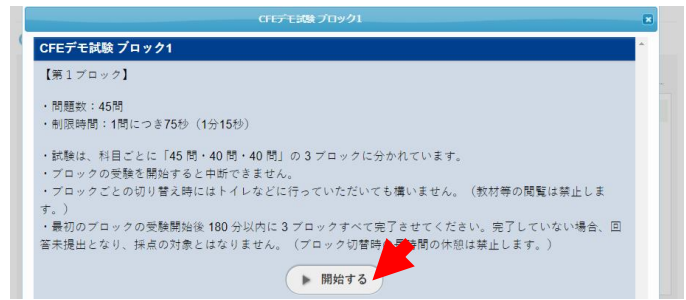 CFEデモ試験 ブロック1
CFEデモ試験 ブロック1
【第1ブロック】
・問題数：45問
・制限時間：1問につき75秒（1分15秒）
・試験は、科目ごとに「45 問・40 問・40 問」の 3 ブロックに分かれています。
・ブロックの受験を開始すると中断できません。
・ブロックごとの切り替え時にはトイレなどに行っていただいても構いません。（教材等の閲覧は禁止しま
す。）
・最初のブロックの受験開始後 180 分以内に 3 ブロックすべて完了させてください。完了していない場合、回
答未提出となり、採点の対象とはなりません。（ブロック切替時 時間の休憩は禁止します。）
開始する